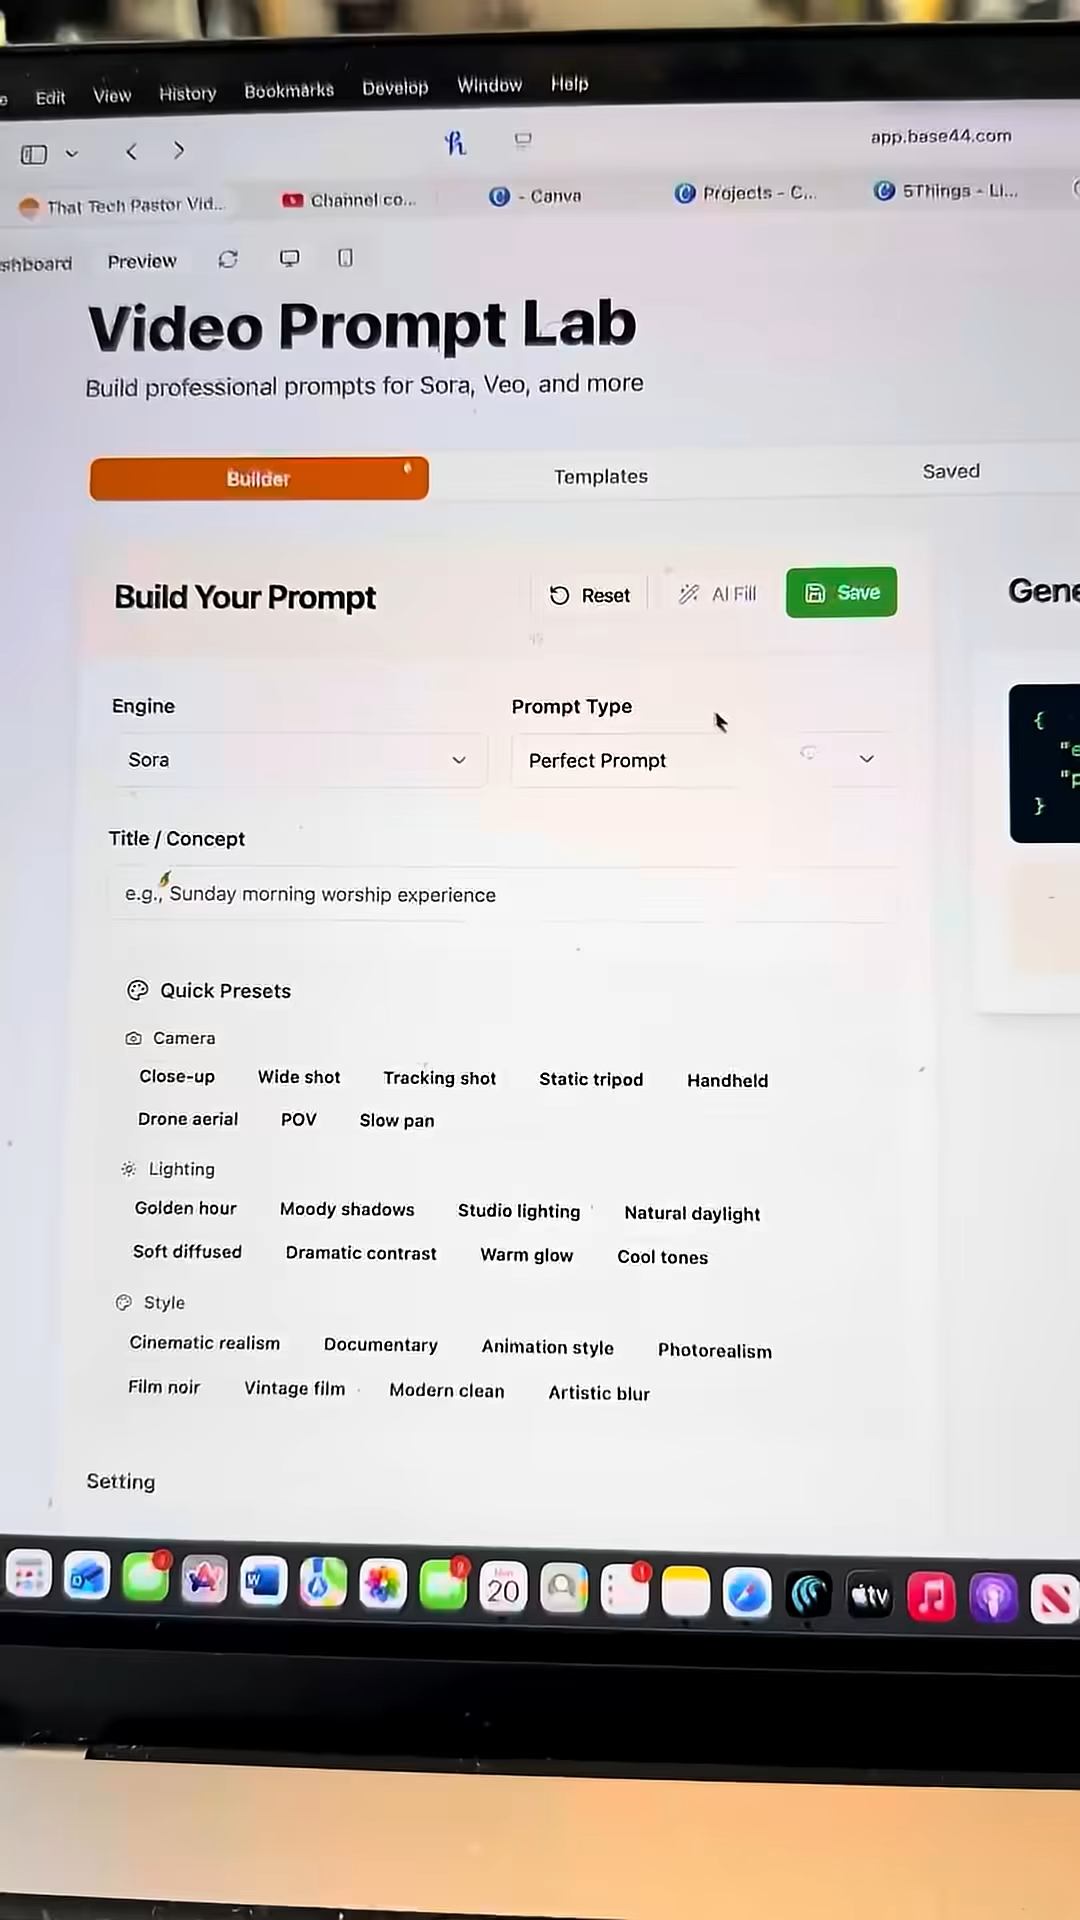 Edit View History Bookmarks Develop Window Help
app.base44.com
That Tech Pastor Vid... Channel co... - Canva Projects - C... 5Things - Li...
shboard Preview
Video Prompt Lab
Build professional prompts for Sora, Veo, and more
Builder Templates Saved
Build Your Prompt Reset AI Fill Save Gene
Engine Prompt Type
Sora Perfect Prompt
{
"e
"p
}
Title / Concept
e.g., Sunday morning worship experience
Quick Presets
Camera
Close-up Wide shot Tracking shot Static tripod Handheld
Drone aerial POV Slow pan
Lighting
Golden hour Moody shadows Studio lighting Natural daylight
Soft diffused Dramatic contrast Warm glow Cool tones
Style
Cinematic realism Documentary Animation style Photorealism
Film noir Vintage film Modern clean Artistic blur
Setting
20
tv